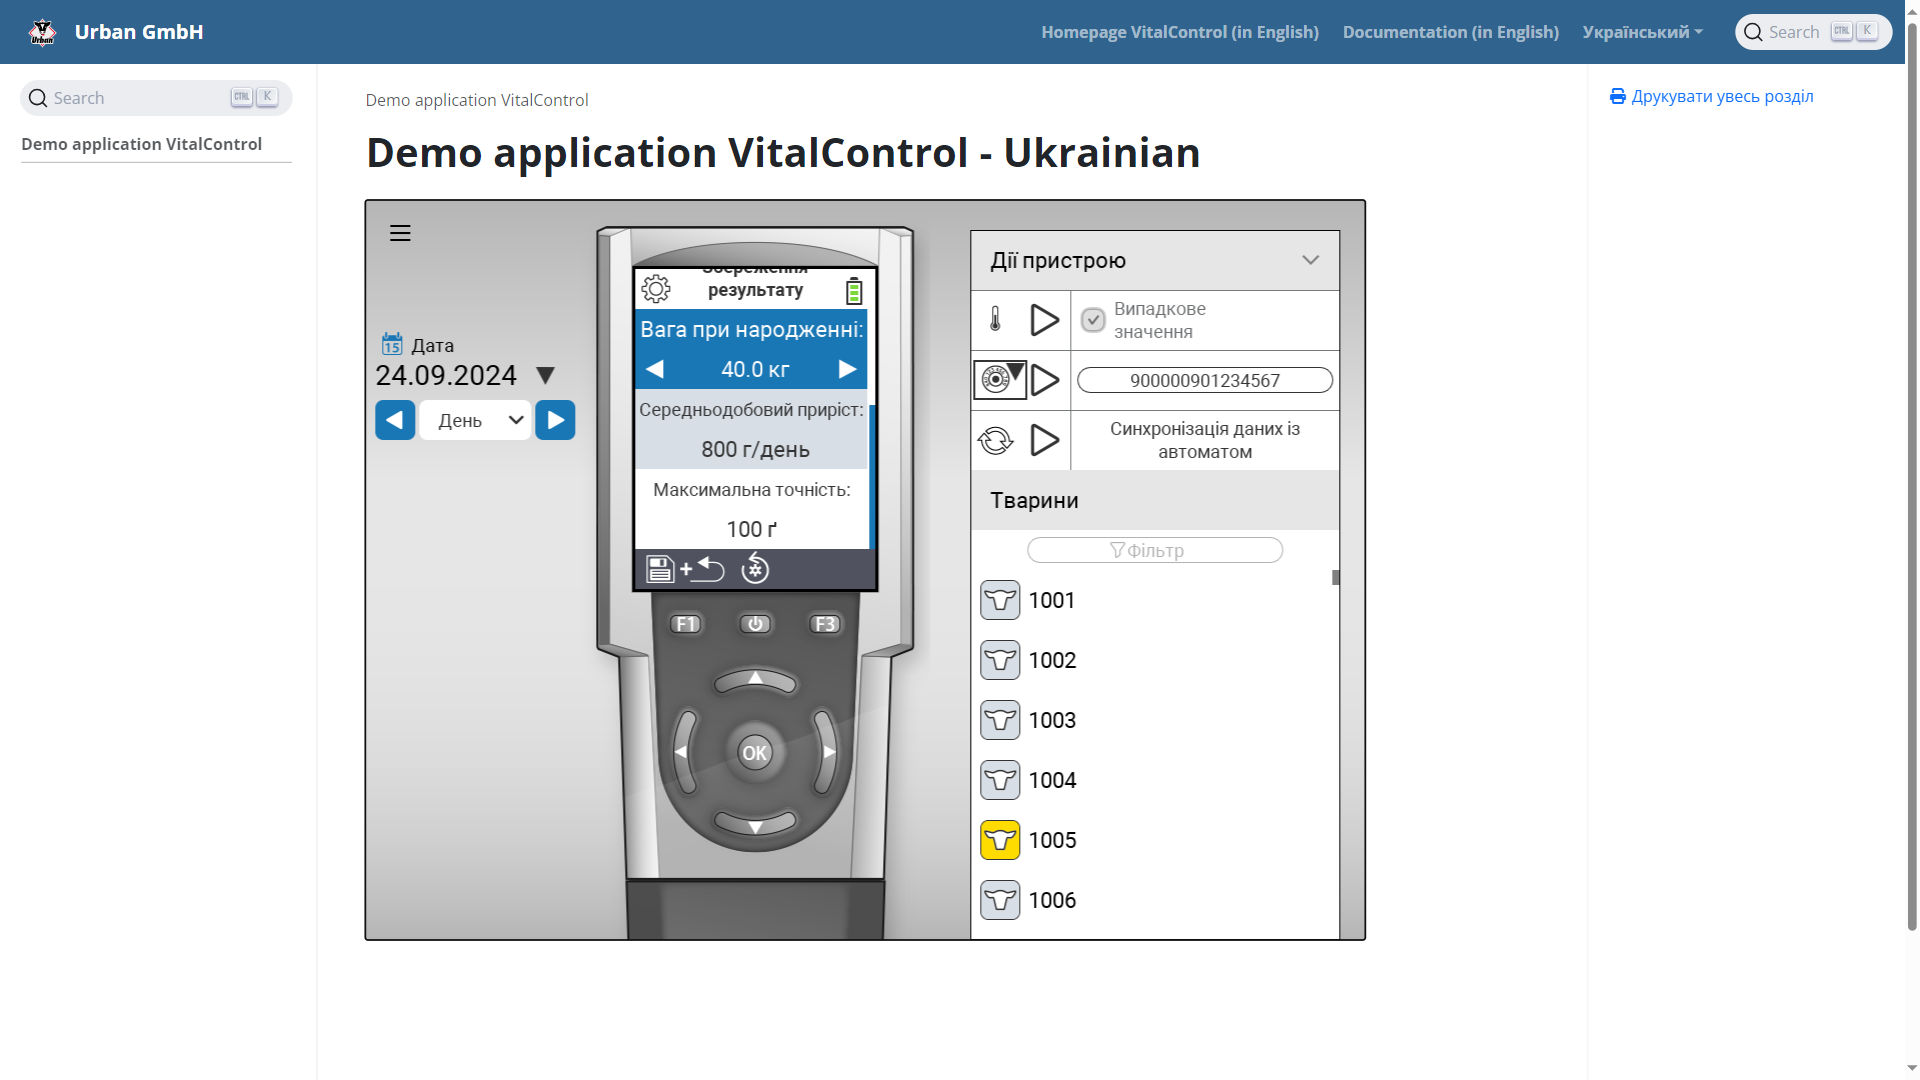 Urban GmbH
Homepage VitalControl (in English)
Documentation (in English)
Український
Search CTRL K
Search CTRL K
Demo application VitalControl
Demo application VitalControl
Demo application VitalControl - Ukrainian
Друкувати увесь розділ
15 Дата
24.09.2024
День
Збереження
результату
Вага при народженні:
40.0 кг
Середньодобовий приріст:
800 г/день
Максимальна точність:
100 ґ
F1
F3
OK
Дії пристрою
Випадкове
значення
900000901234567
Синхронізація даних із
автоматом
Тварини
Фільтр
1001
1002
1003
1004
1005
1006